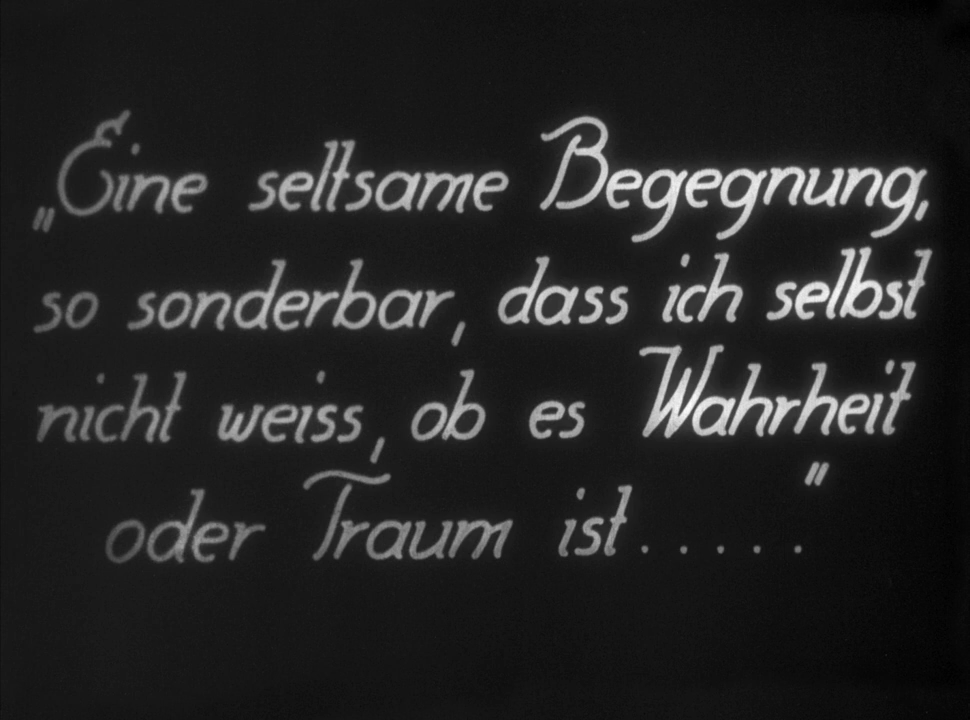 „Eine seltsame Begegnung,
so sonderbar, dass ich selbst
nicht weiss, ob es Wahrheit
oder Traum ist....."